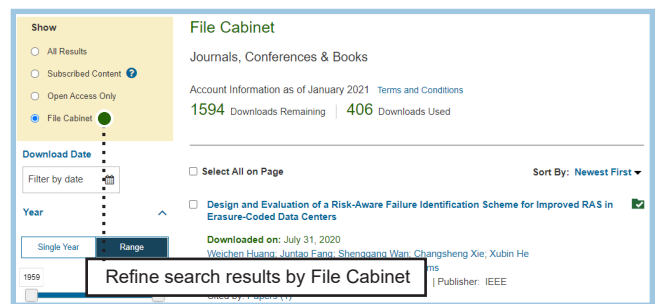 Show
All Results
Subscribed Content ?
Open Access Only
File Cabinet
Download Date
Filter by date
Year
Single Year Range
1959
File Cabinet
Journals, Conferences & Books
Account Information as of January 2021 Terms and Conditions
1594 Downloads Remaining | 406 Downloads Used
Select All on Page
Sort By: Newest First
Design and Evaluation of a Risk-Aware Failure Identification Scheme for Improved RAS in
Erasure-Coded Data Centers
Downloaded on: July 31, 2020
Weichen Huang; Juntao Fang; Shenggang Wan; Changsheng Xie; Xubin He
| Publisher: IEEE
Refine search results by File Cabinet